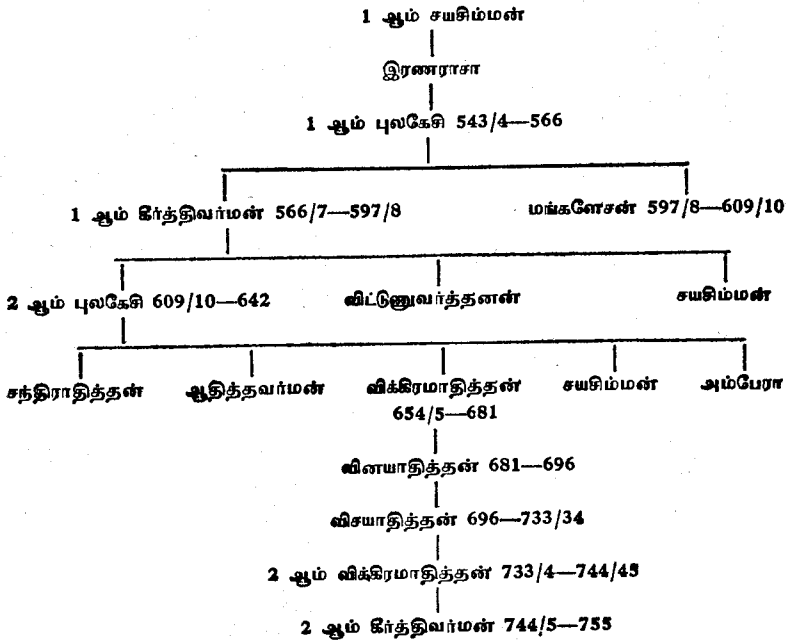 1 ஆம் சயசிம்மன்
இரணராசா
1 ஆம் புலகேசி 543/4—566
1 ஆம் கீர்த்திவர்மன் 566/7—597/8 மங்களேசன் 597/8—609/10
2 ஆம் புலகேசி 609/10—642 விட்டுணுவர்த்தனன் சயசிம்மன்
சந்திராதித்தன் ஆதித்தவர்மன் விக்கிரமாதித்தன் சயசிம்மன் அம்பேரா
654/5—681
வினயாதித்தன் 681—696
விசயாதித்தன் 696—733/34
2 ஆம் விக்கிரமாதித்தன் 733/4—744/45
2 ஆம் கீர்த்திவர்மன் 744/5—755